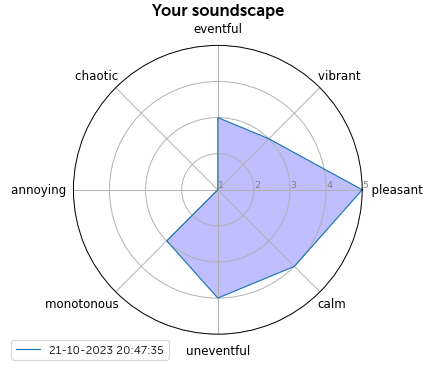 Your soundscape
eventful
chaotic
vibrant
annoying
1 2 3 4 5
pleasant
monotonous
calm
uneventful
21-10-2023 20:47:35